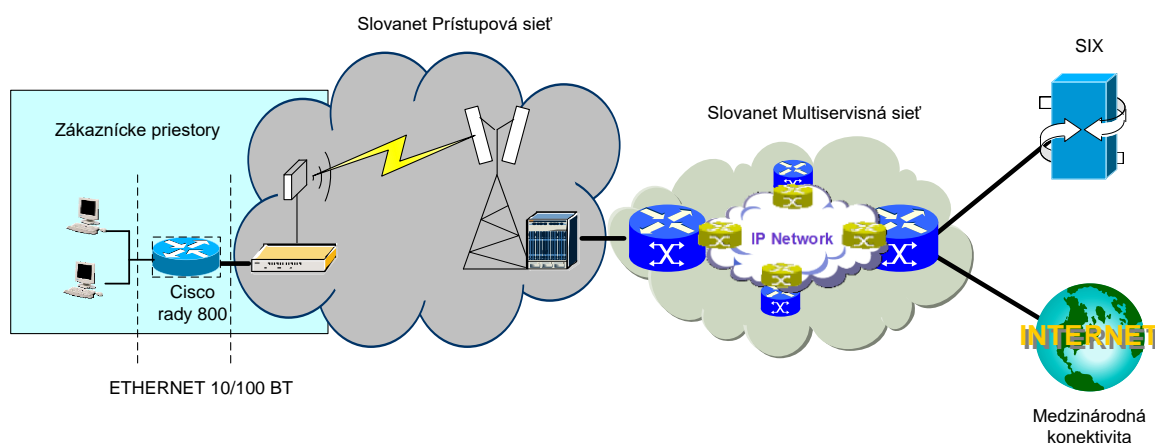 Slovanet Prístupová sieť
SIX
Zákaznícke priestory
Slovanet Multiservisná sieť
IP Network
Cisco
rady 800
INTERNET
ETHERNET 10/100 BT
Medzinárodná
konektivita